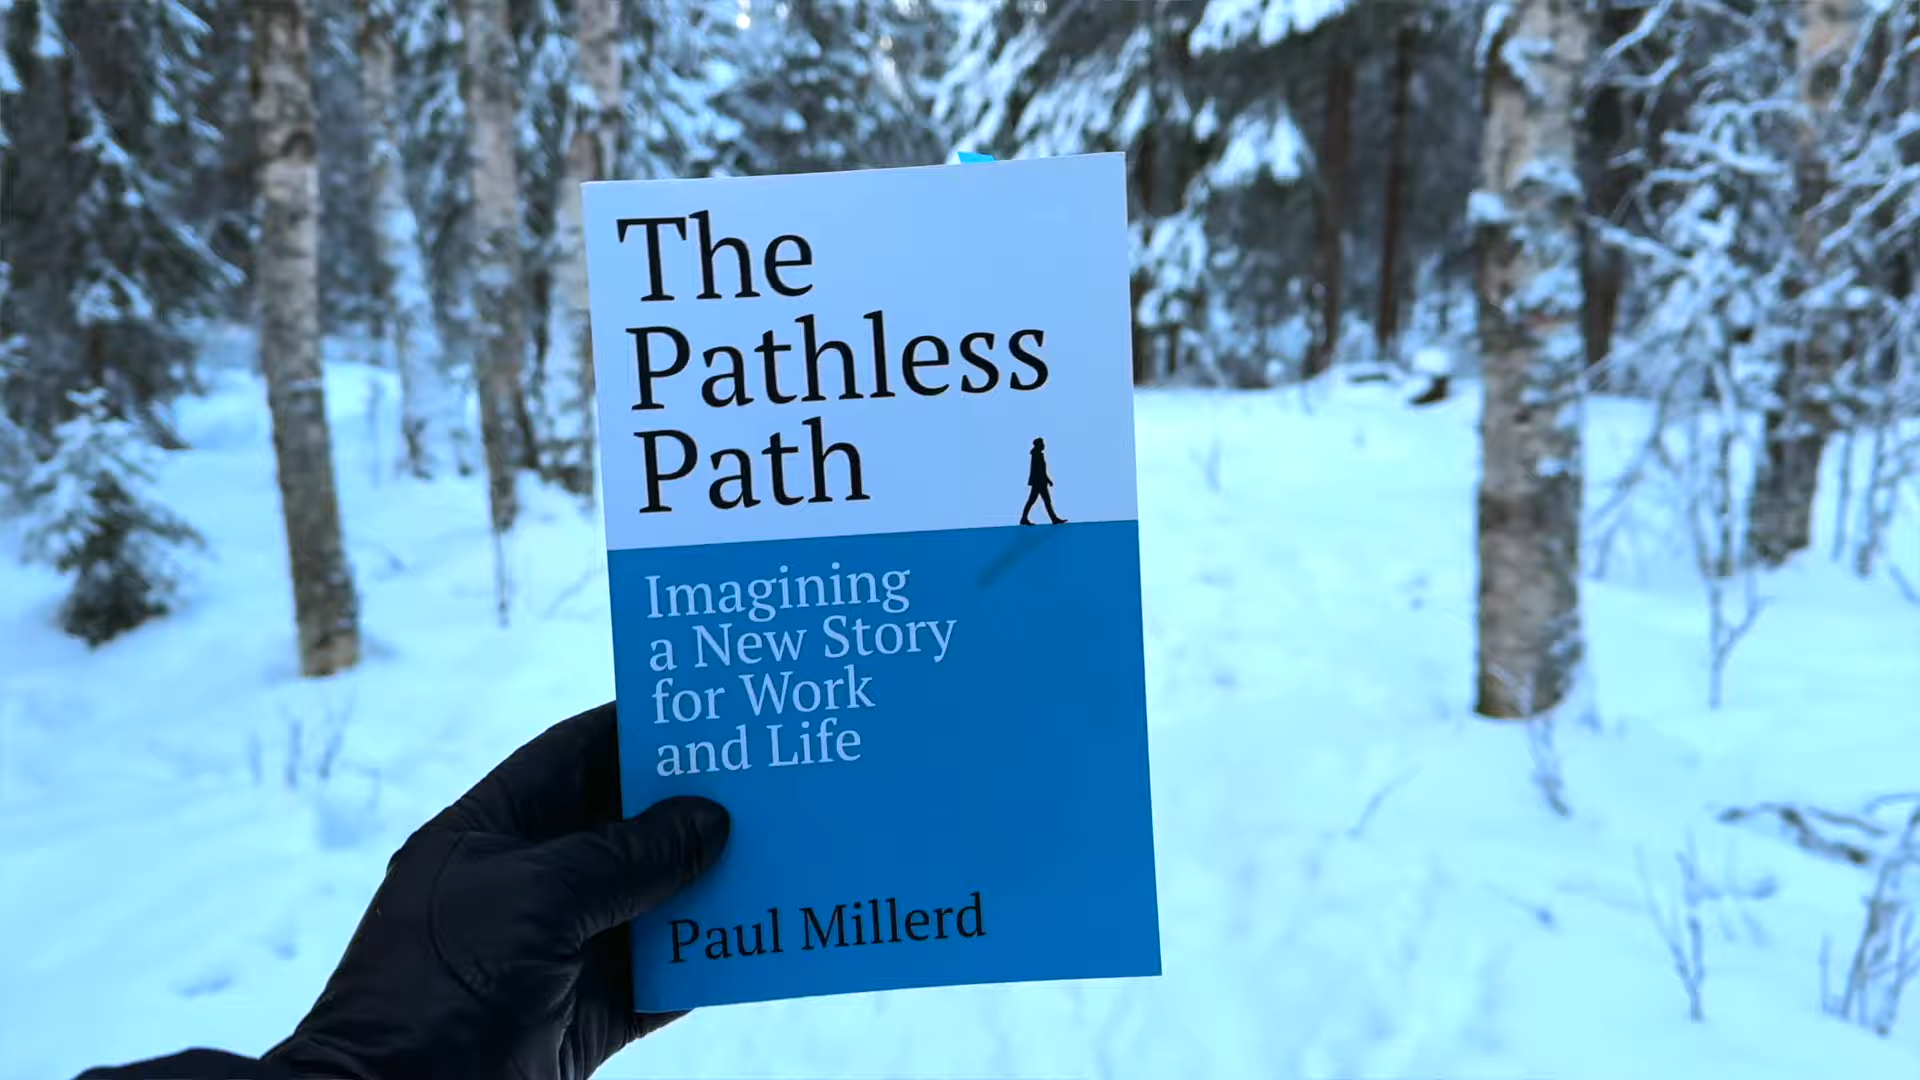 The
Pathless
Path
Imagining
a New Story
for Work
and Life
Paul Millerd